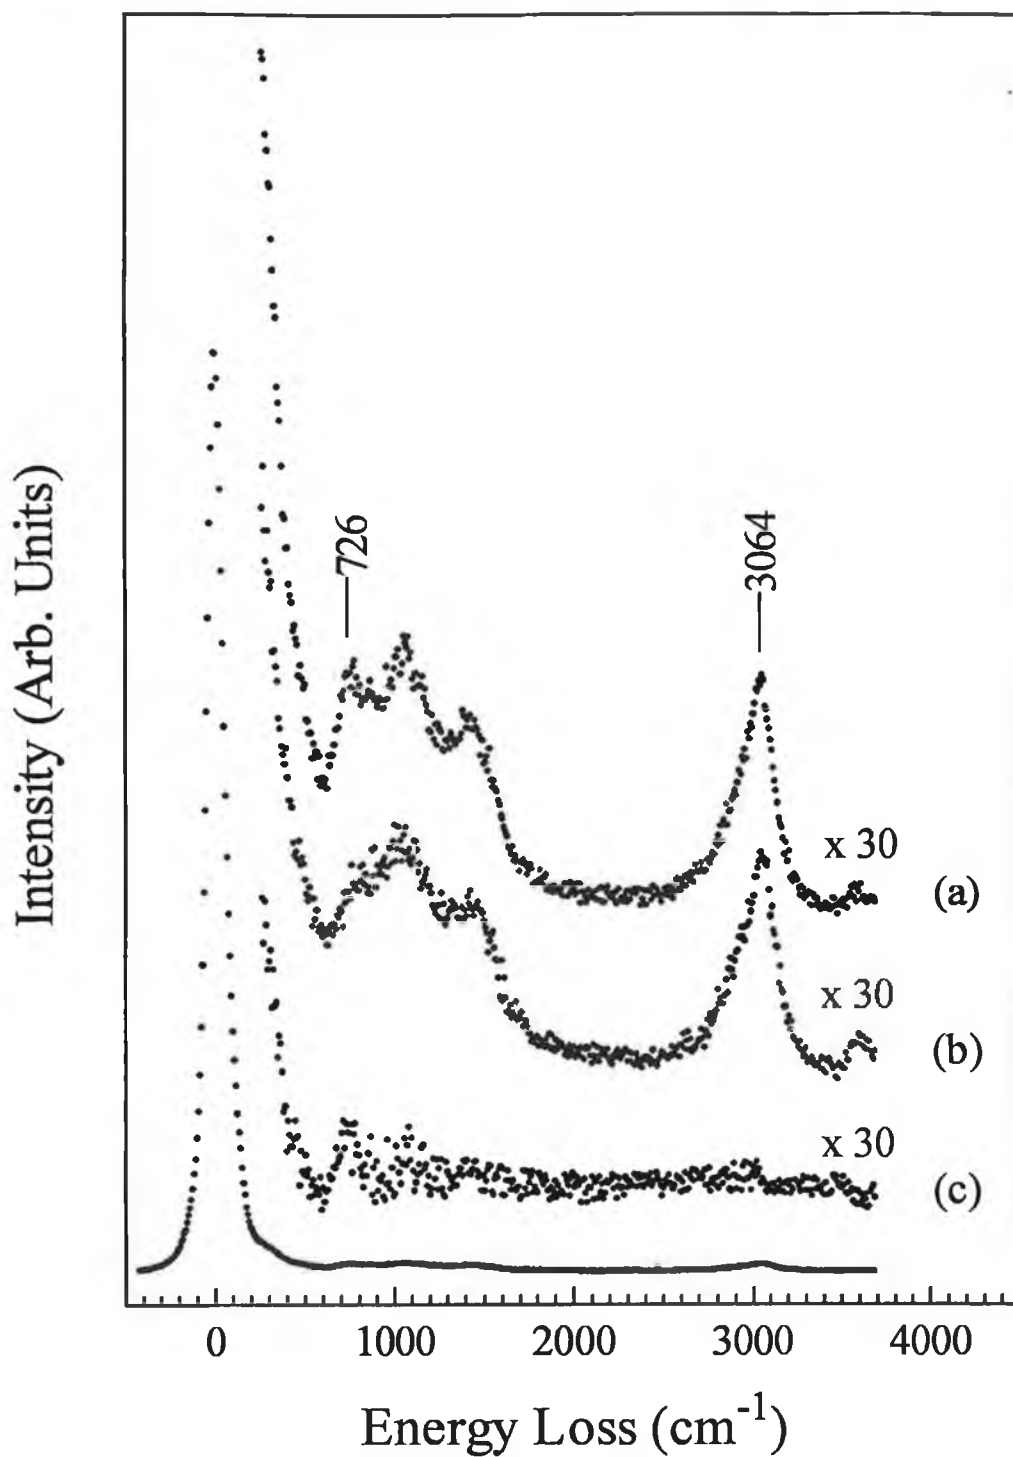 726
3064
x 30
(a)
x 30
(b)
x 30
(c)
Intensity (Arb. Units)
0 1000 2000 3000 4000
Energy Loss (cm⁻¹)